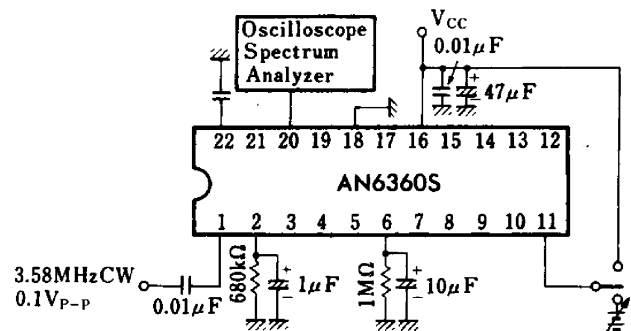 Oscilloscope
Spectrum
Analyzer
VCC
0.01μF
+
47μF
−
22 21 20 19 18 17 16 15 14 13 12
AN6360S
1 2 3 4 5 6 7 8 9 10 11
3.58MHzCW
0.1VP-P
0.01μF
680kΩ
+
1μF
−
1MΩ
+
10μF
−